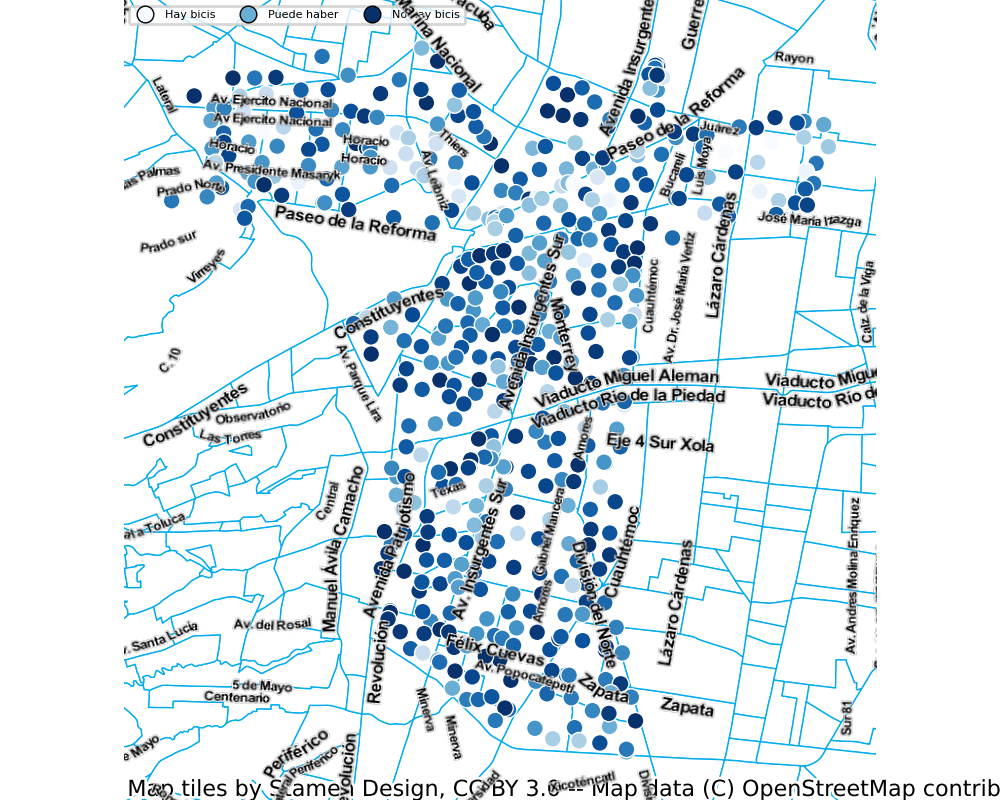 Hay bicis
Puede haber
No hay bicis
Marina Nacional
Avenida Insurgente
Guerre
Rayon
Lateral
Av. Ejercito Nacional
Av Ejercito Nacional
Paseo de la Reforma
Juárez
Horacio
Horacio
Horacio
Thiers
Av. Leibniz
Bucareli
Luis Moya
as Palmas
Av. Presidente Masaryk
Prado Norte
Paseo de la Reforma
José María Izazga
Prado sur
Virreyes
Lázaro Cárdenas
Cuauhtémoc
Av. Dr. José María Vertiz
Calz. de la Viga
Constituyentes
Avenida Insurgentes Sur
Monterrey
C. 10
Av. Parque Lira
Viaducto Miguel Aleman
Viaducto Migue
Viaducto Rio de la Piedad
Viaducto Rio de
Constituyentes
Observatorio
Las Torres
Amores
Eje 4 Sur Xola
Central
Manuel Ávila Camacho
Avenida Patriotismo
Texas
Av. Insurgentes Sur
Gabriel Mancera
Amores
División del Norte
Cuauhtémoc
Lázaro Cárdenas
Av. Andres Molina Enriquez
ta-Toluca
Av. del Rosal
. Santa Lucia
Revolución
Félix Cuevas
Av. Popocatepetl
Zapata
Zapata
5 de Mayo
Centenario
Minerva
Minerva
Sur 81
e Mayo
Periférico
Periferico
volución
Xicoténcatl
Map tiles by Stamen Design, CC BY 3.0 -- Map data (C) OpenStreetMap contrib